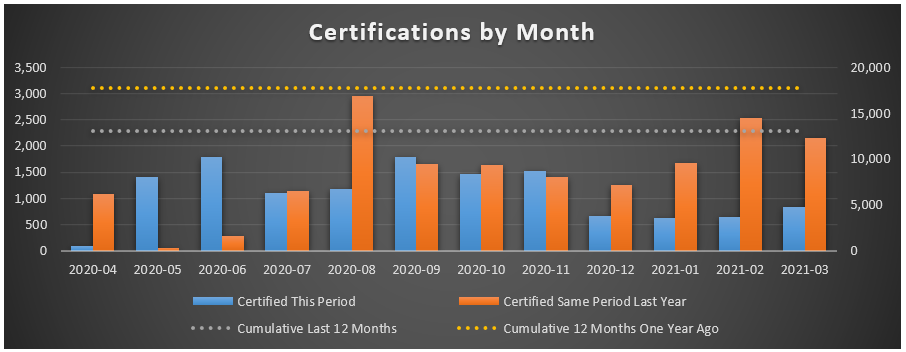 Certifications by Month
3,500 20,000
3,000
2,500 15,000
2,000
1,500 10,000
1,000 5,000
500
0 0
2020-04 2020-05 2020-06 2020-07 2020-08 2020-09 2020-10 2020-11 2020-12 2021-01 2021-02 2021-03
Certified This Period Certified Same Period Last Year
Cumulative Last 12 Months Cumulative 12 Months One Year Ago